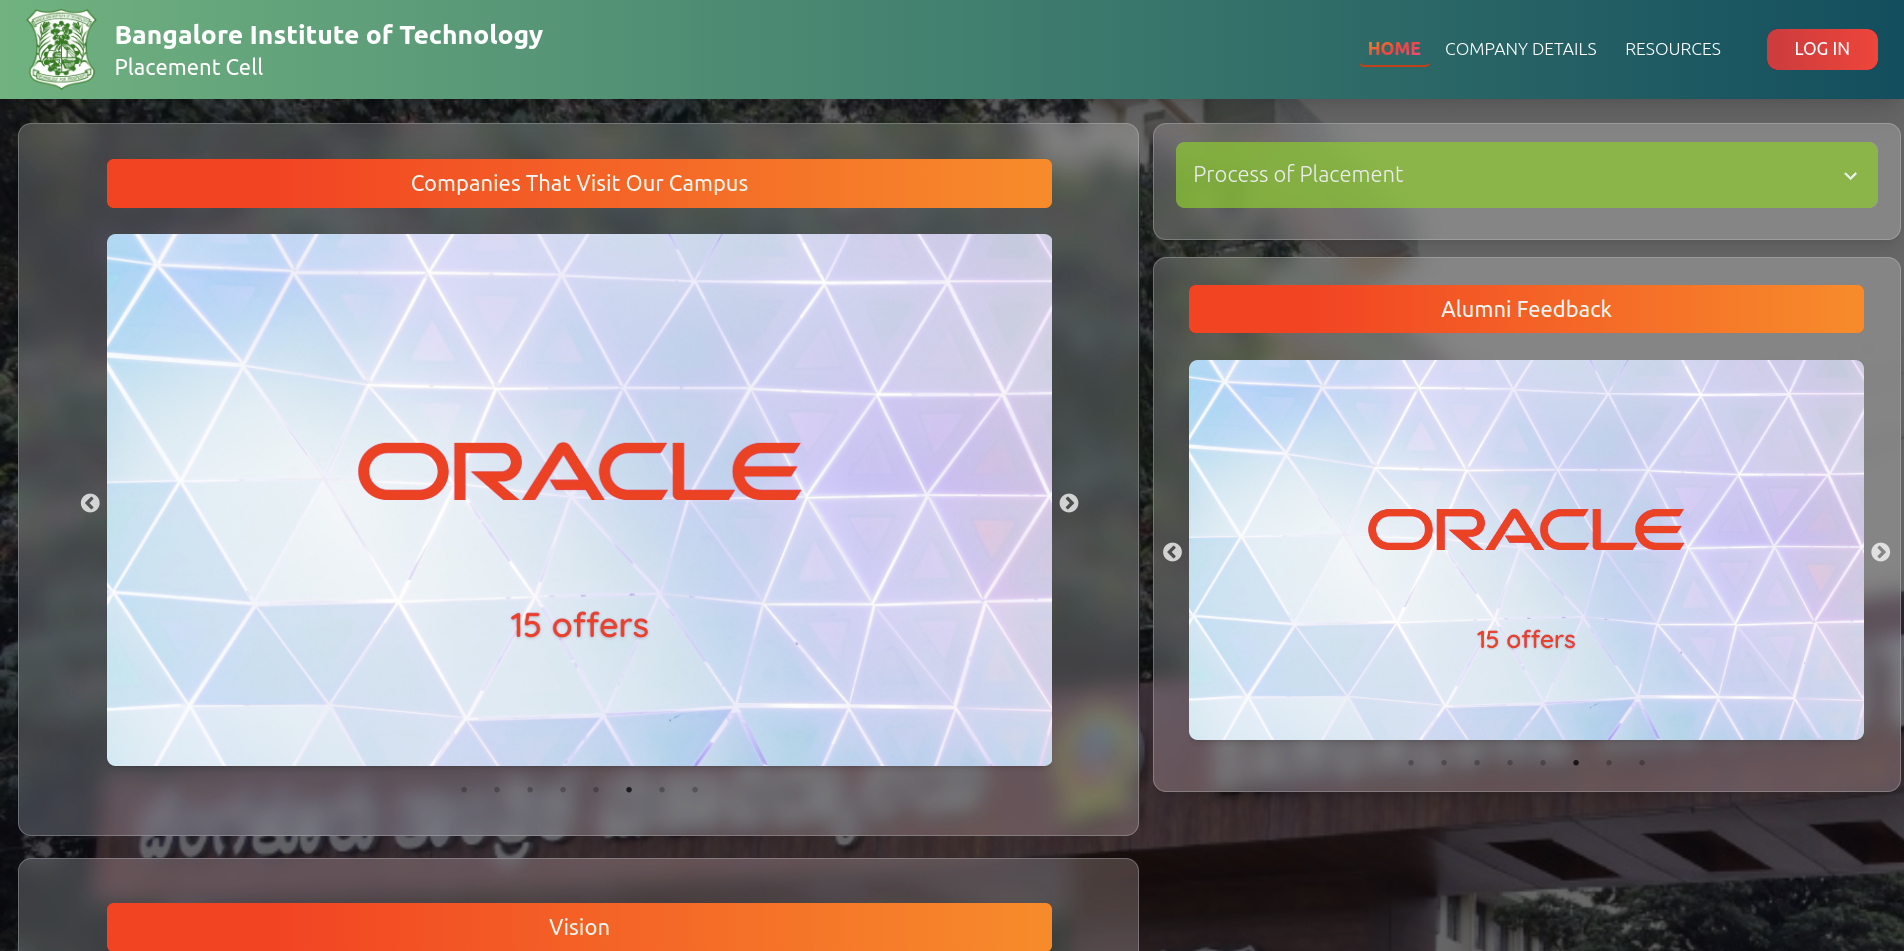 Bangalore Institute of Technology
Placement Cell
HOME
COMPANY DETAILS
RESOURCES
LOG IN
Companies That Visit Our Campus
ORACLE
15 offers
Process of Placement
Alumni Feedback
ORACLE
15 offers
Vision